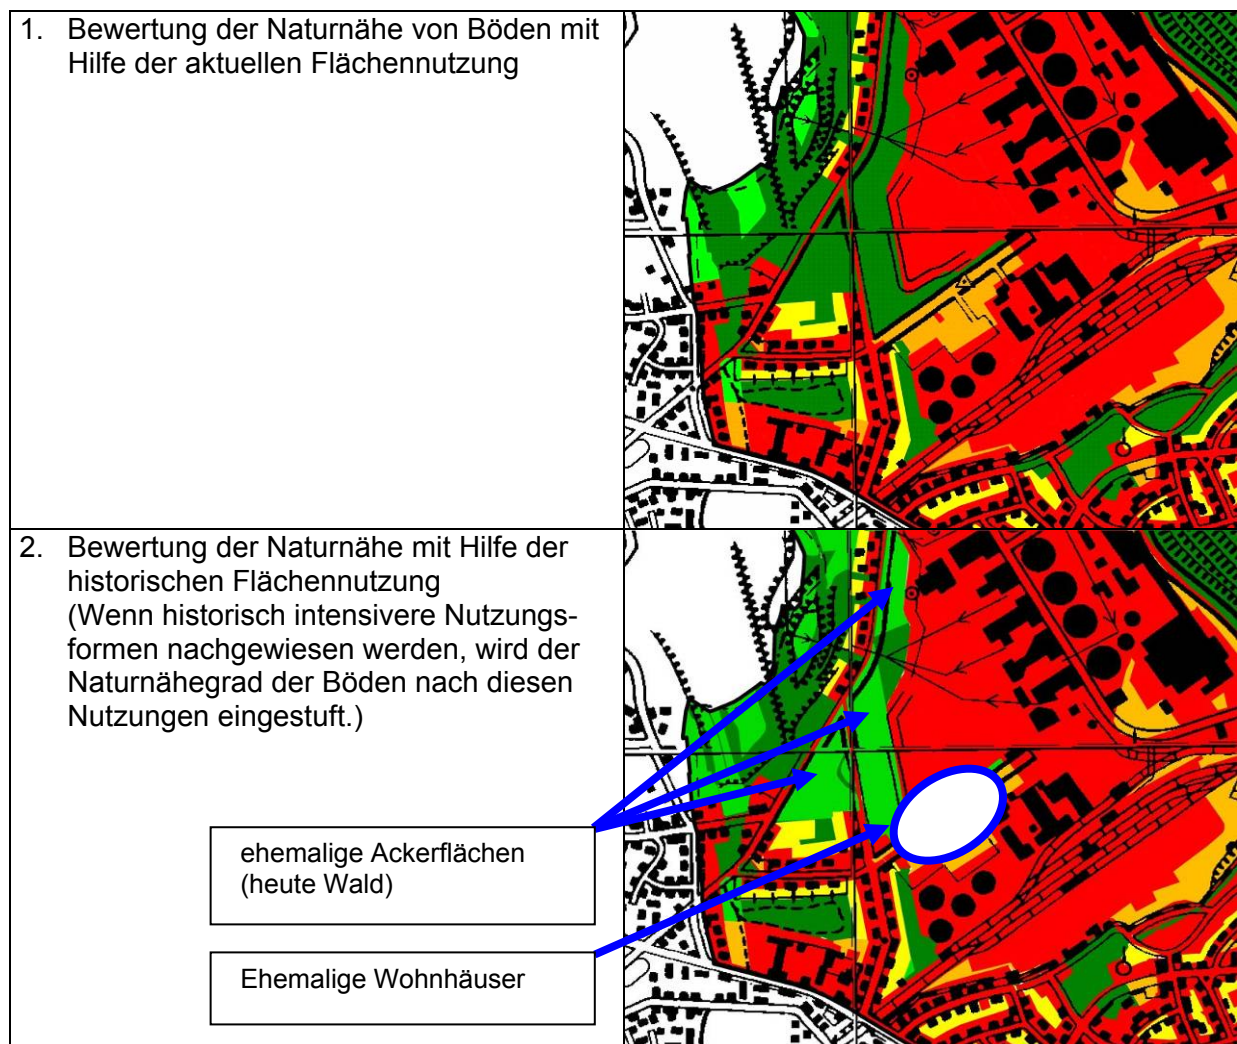 1. Bewertung der Naturnähe von Böden mit
Hilfe der aktuellen Flächennutzung
2. Bewertung der Naturnähe mit Hilfe der
historischen Flächennutzung
(Wenn historisch intensivere Nutzungs-
formen nachgewiesen werden, wird der
Naturnähegrad der Böden nach diesen
Nutzungen eingestuft.)
ehemalige Ackerflächen
(heute Wald)
Ehemalige Wohnhäuser